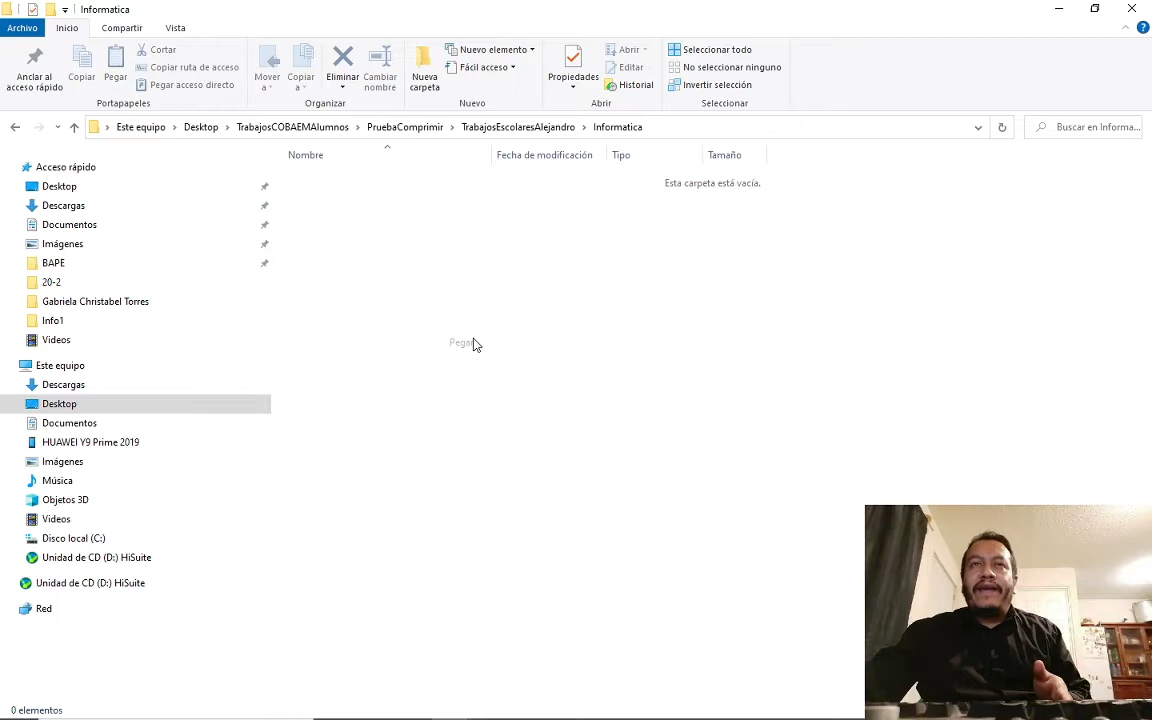 Informatica
Archivo Inicio Compartir Vista
Anclar al acceso rápido
Copiar
Pegar
Cortar
Copiar ruta de acceso
Pegar acceso directo
Portapapeles
Mover a
Copiar a
Eliminar
Cambiar nombre
Organizar
Nueva carpeta
Nuevo elemento
Fácil acceso
Nuevo
Propiedades
Abrir
Editar
Historial
Abrir
Seleccionar todo
No seleccionar ninguno
Invertir selección
Seleccionar
Este equipo › Desktop › TrabajosCOBAEMAlumnos › PruebaComprimir › TrabajosEscolaresAlejandro › Informatica
Buscar en Informa...
Nombre Fecha de modificación Tipo Tamaño
Esta carpeta está vacía.
Acceso rápido
Desktop
Descargas
Documentos
Imágenes
BAPE
20-2
Gabriela Christabel Torres
Info1
Videos
Este equipo
Descargas
Desktop
Documentos
HUAWEI Y9 Prime 2019
Imágenes
Música
Objetos 3D
Videos
Disco local (C:)
Unidad de CD (D:) HiSuite
Unidad de CD (D:) HiSuite
Red
Pegar
0 elementos